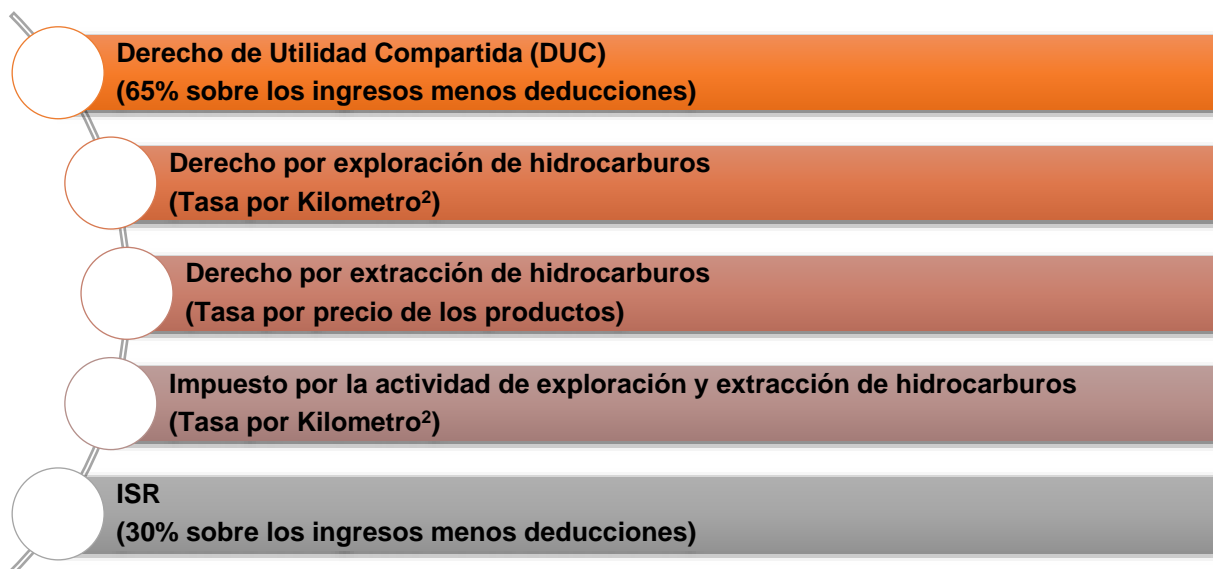 Derecho de Utilidad Compartida (DUC)
(65% sobre los ingresos menos deducciones)
Derecho por exploración de hidrocarburos
(Tasa por Kilometro²)
Derecho por extracción de hidrocarburos
(Tasa por precio de los productos)
Impuesto por la actividad de exploración y extracción de hidrocarburos
(Tasa por Kilometro²)
ISR
(30% sobre los ingresos menos deducciones)